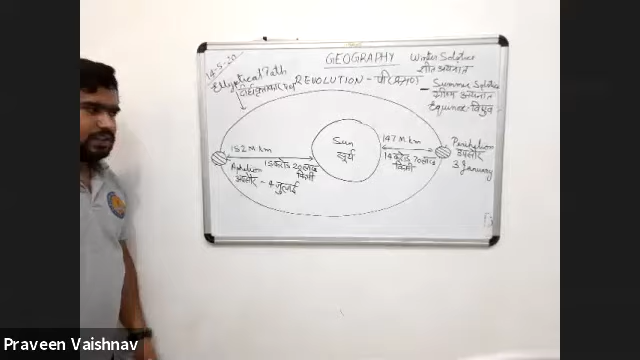 14-5-20
GEOGRAPHY
Winter Solstice
शीत अयनांत
Elliptical Path
REVOLUTION - परिक्रमण
Summer Solstice
ग्रीष्म अयनांत
Equinox विषुव
152 M km
Sun
सूर्य
147 M km
Perihelion
उपसौर
3 January
15 करोड़ 20 लाख
किमी
14 करोड़ 70 लाख
किमी
Aphelion
अपसौर - 4 जुलाई
Praveen Vaishnav